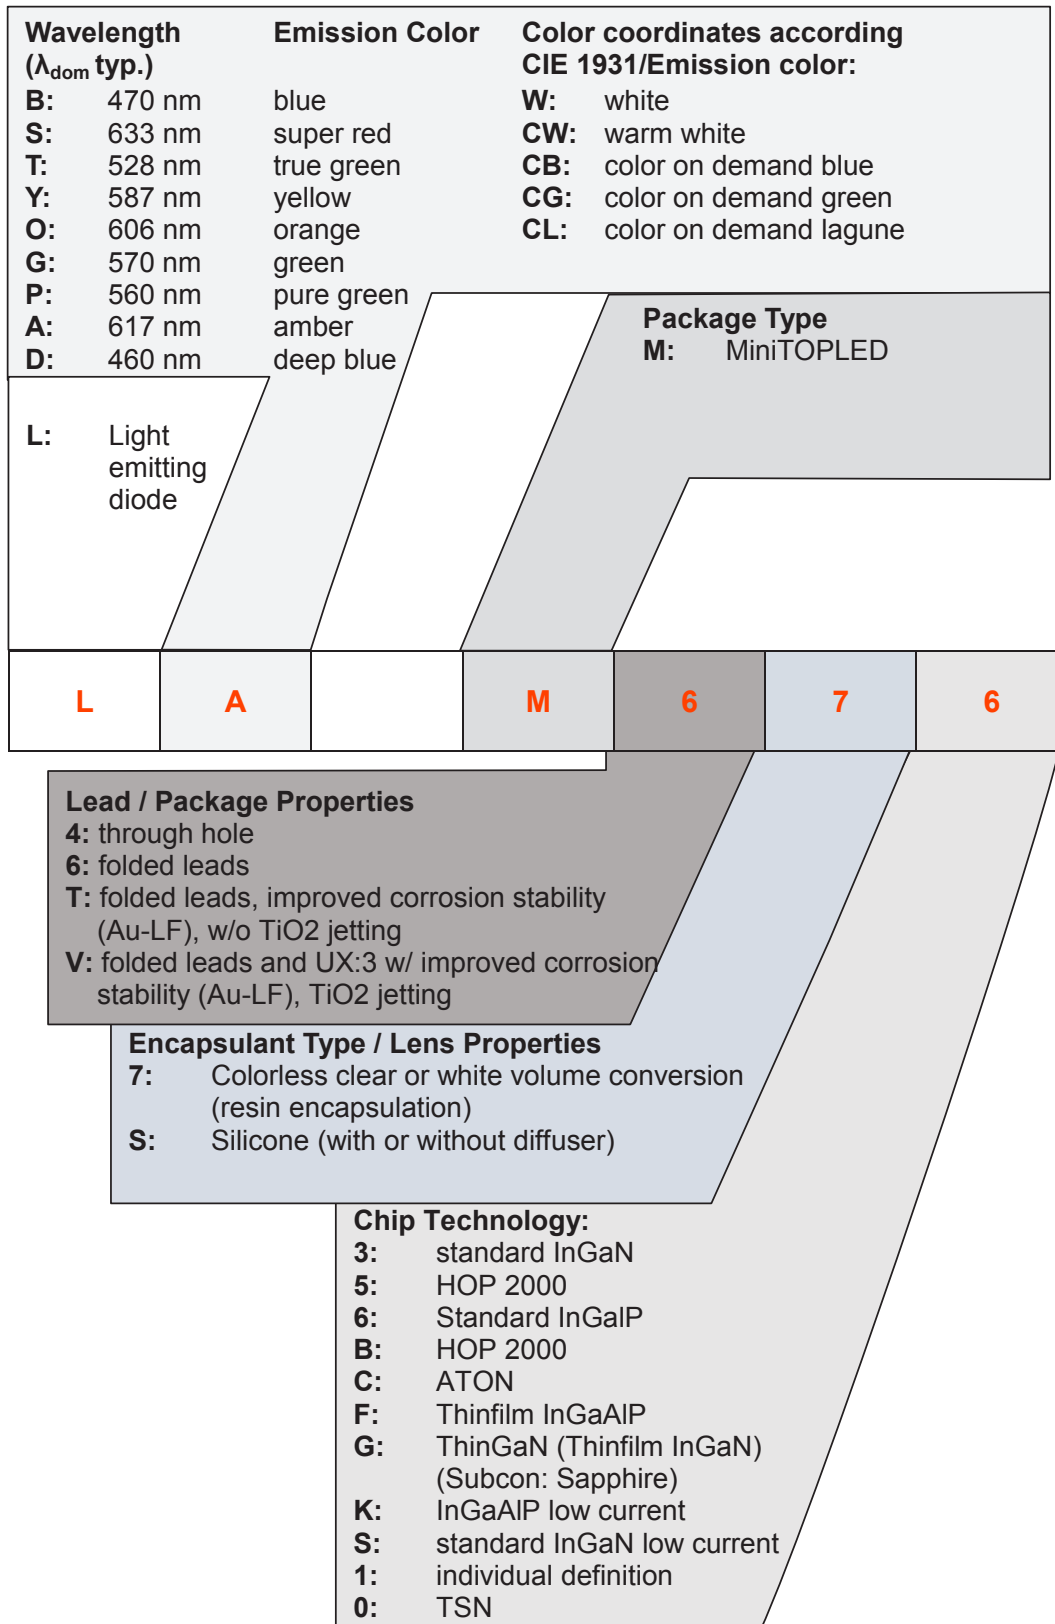 Wavelength Emission Color Color coordinates according
(λdom typ.) CIE 1931/Emission color:
B: 470 nm blue W: white
S: 633 nm super red CW: warm white
T: 528 nm true green CB: color on demand blue
Y: 587 nm yellow CG: color on demand green
O: 606 nm orange CL: color on demand lagune
G: 570 nm green
P: 560 nm pure green
A: 617 nm amber
D: 460 nm deep blue
Package Type
M: MiniTOPLED
L: Light
emitting
diode
L A M 6 7 6
Lead / Package Properties
4: through hole
6: folded leads
T: folded leads, improved corrosion stability
(Au-LF), w/o TiO2 jetting
V: folded leads and UX:3 w/ improved corrosion
stability (Au-LF), TiO2 jetting
Encapsulant Type / Lens Properties
7: Colorless clear or white volume conversion
(resin encapsulation)
S: Silicone (with or without diffuser)
Chip Technology:
3: standard InGaN
5: HOP 2000
6: Standard InGalP
B: HOP 2000
C: ATON
F: Thinfilm InGaAlP
G: ThinGaN (Thinfilm InGaN)
(Subcon: Sapphire)
K: InGaAlP low current
S: standard InGaN low current
1: individual definition
0: TSN